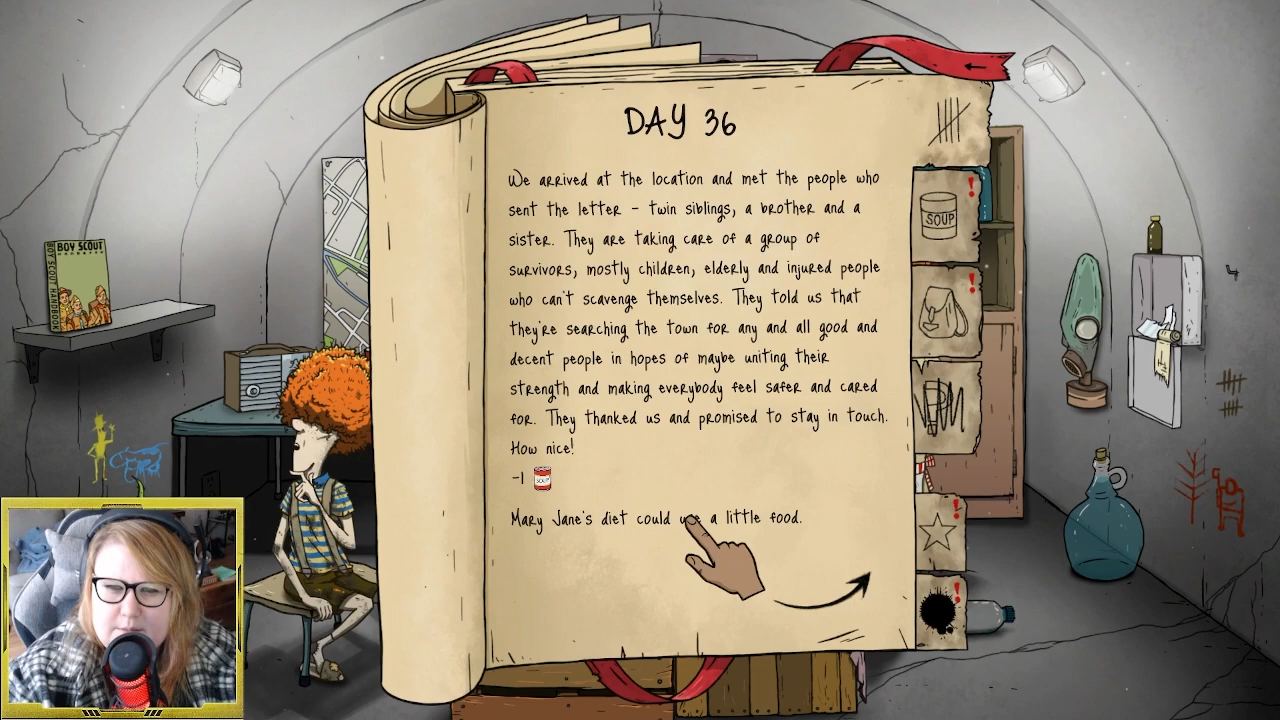 DAY 36
We arrived at the location and met the people who
sent the letter - twin siblings, a brother and a
sister. They are taking care of a group of
survivors, mostly children, elderly and injured people
who can't scavenge themselves. They told us that
they're searching the town for any and all good and
decent people in hopes of maybe uniting their
strength and making everybody feel safer and cared
for. They thanked us and promised to stay in touch.
How nice!
-1 SOUP
Mary Jane's diet could use a little food.
SOUP
BOY SCOUT
BOY SCOUT HANDBOOK